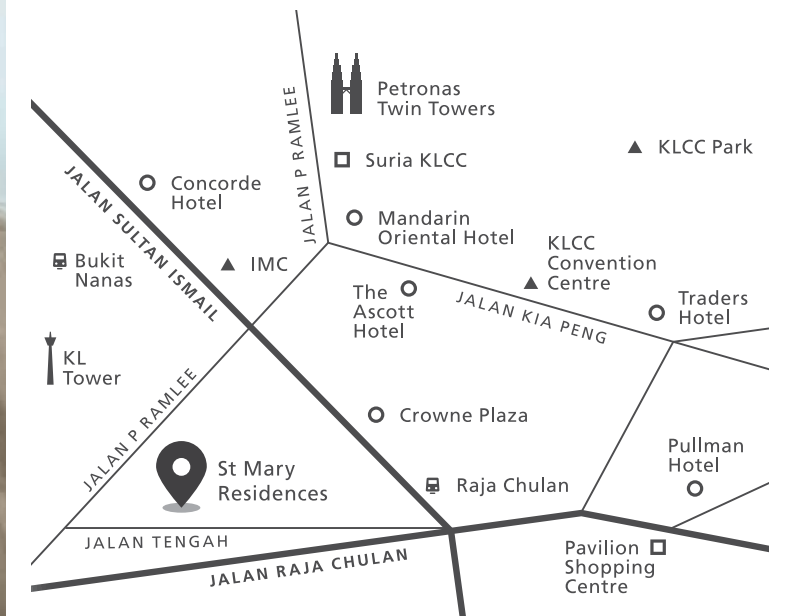 Petronas
Twin Towers
JALAN P RAMLEE
Suria KLCC
KLCC Park
Concorde
Hotel
JALAN SULTAN ISMAIL
Mandarin
Oriental Hotel
KLCC
Convention
Centre
Bukit
Nanas
IMC
The
Ascott
Hotel
JALAN KIA PENG
Traders
Hotel
KL
Tower
JALAN P RAMLEE
Crowne Plaza
St Mary
Residences
Raja Chulan
Pullman
Hotel
JALAN TENGAH
JALAN RAJA CHULAN
Pavilion
Shopping
Centre